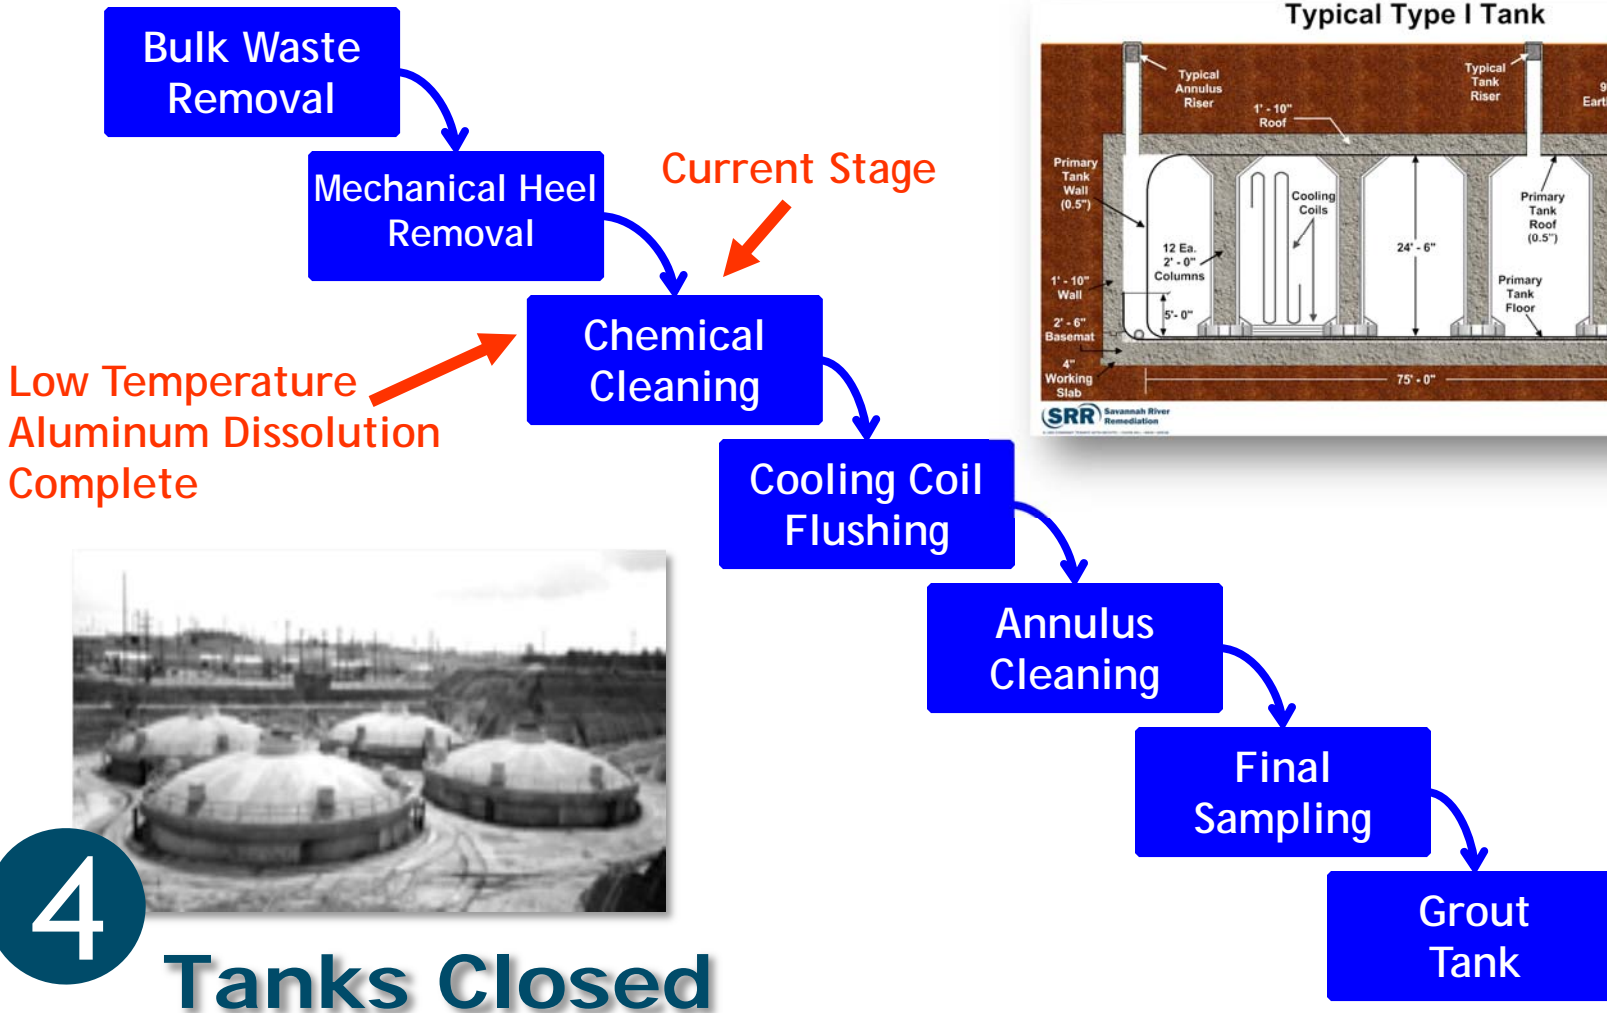 Bulk Waste
Removal
Mechanical Heel
Removal
Current Stage
Chemical
Cleaning
Low Temperature
Aluminum Dissolution
Complete
Cooling Coil
Flushing
Annulus
Cleaning
Final
Sampling
Grout
Tank
4
Tanks Closed
Typical Type I Tank
Typical
Annulus
Riser
1' - 10"
Roof
Typical
Tank
Riser
Primary
Tank
Wall
(0.5")
Cooling
Coils
Primary
Tank
Roof
(0.5")
12 Ea.
2' - 0"
Columns
24' - 6"
1' - 10"
Wall
5'- 0"
Primary
Tank
Floor
2' - 6"
Basemat
4"
Working
Slab
75' - 0"
SRR
Savannah River
Remediation